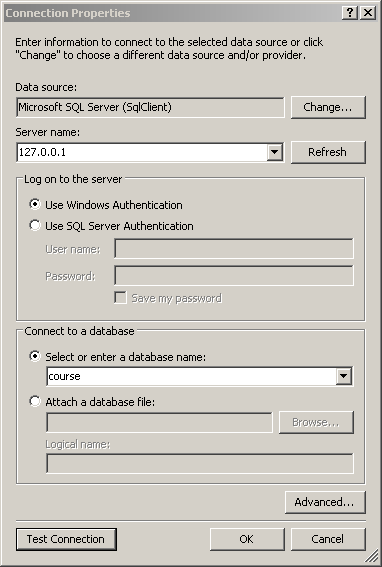 Connection Properties
Enter information to connect to the selected data source or click
"Change" to choose a different data source and/or provider.
Data source:
Microsoft SQL Server (SqlClient)
Change...
Server name:
127.0.0.1
Refresh
Log on to the server
Use Windows Authentication
Use SQL Server Authentication
User name:
Password:
Save my password
Connect to a database
Select or enter a database name:
course
Attach a database file:
Browse...
Logical name:
Advanced...
Test Connection
OK
Cancel